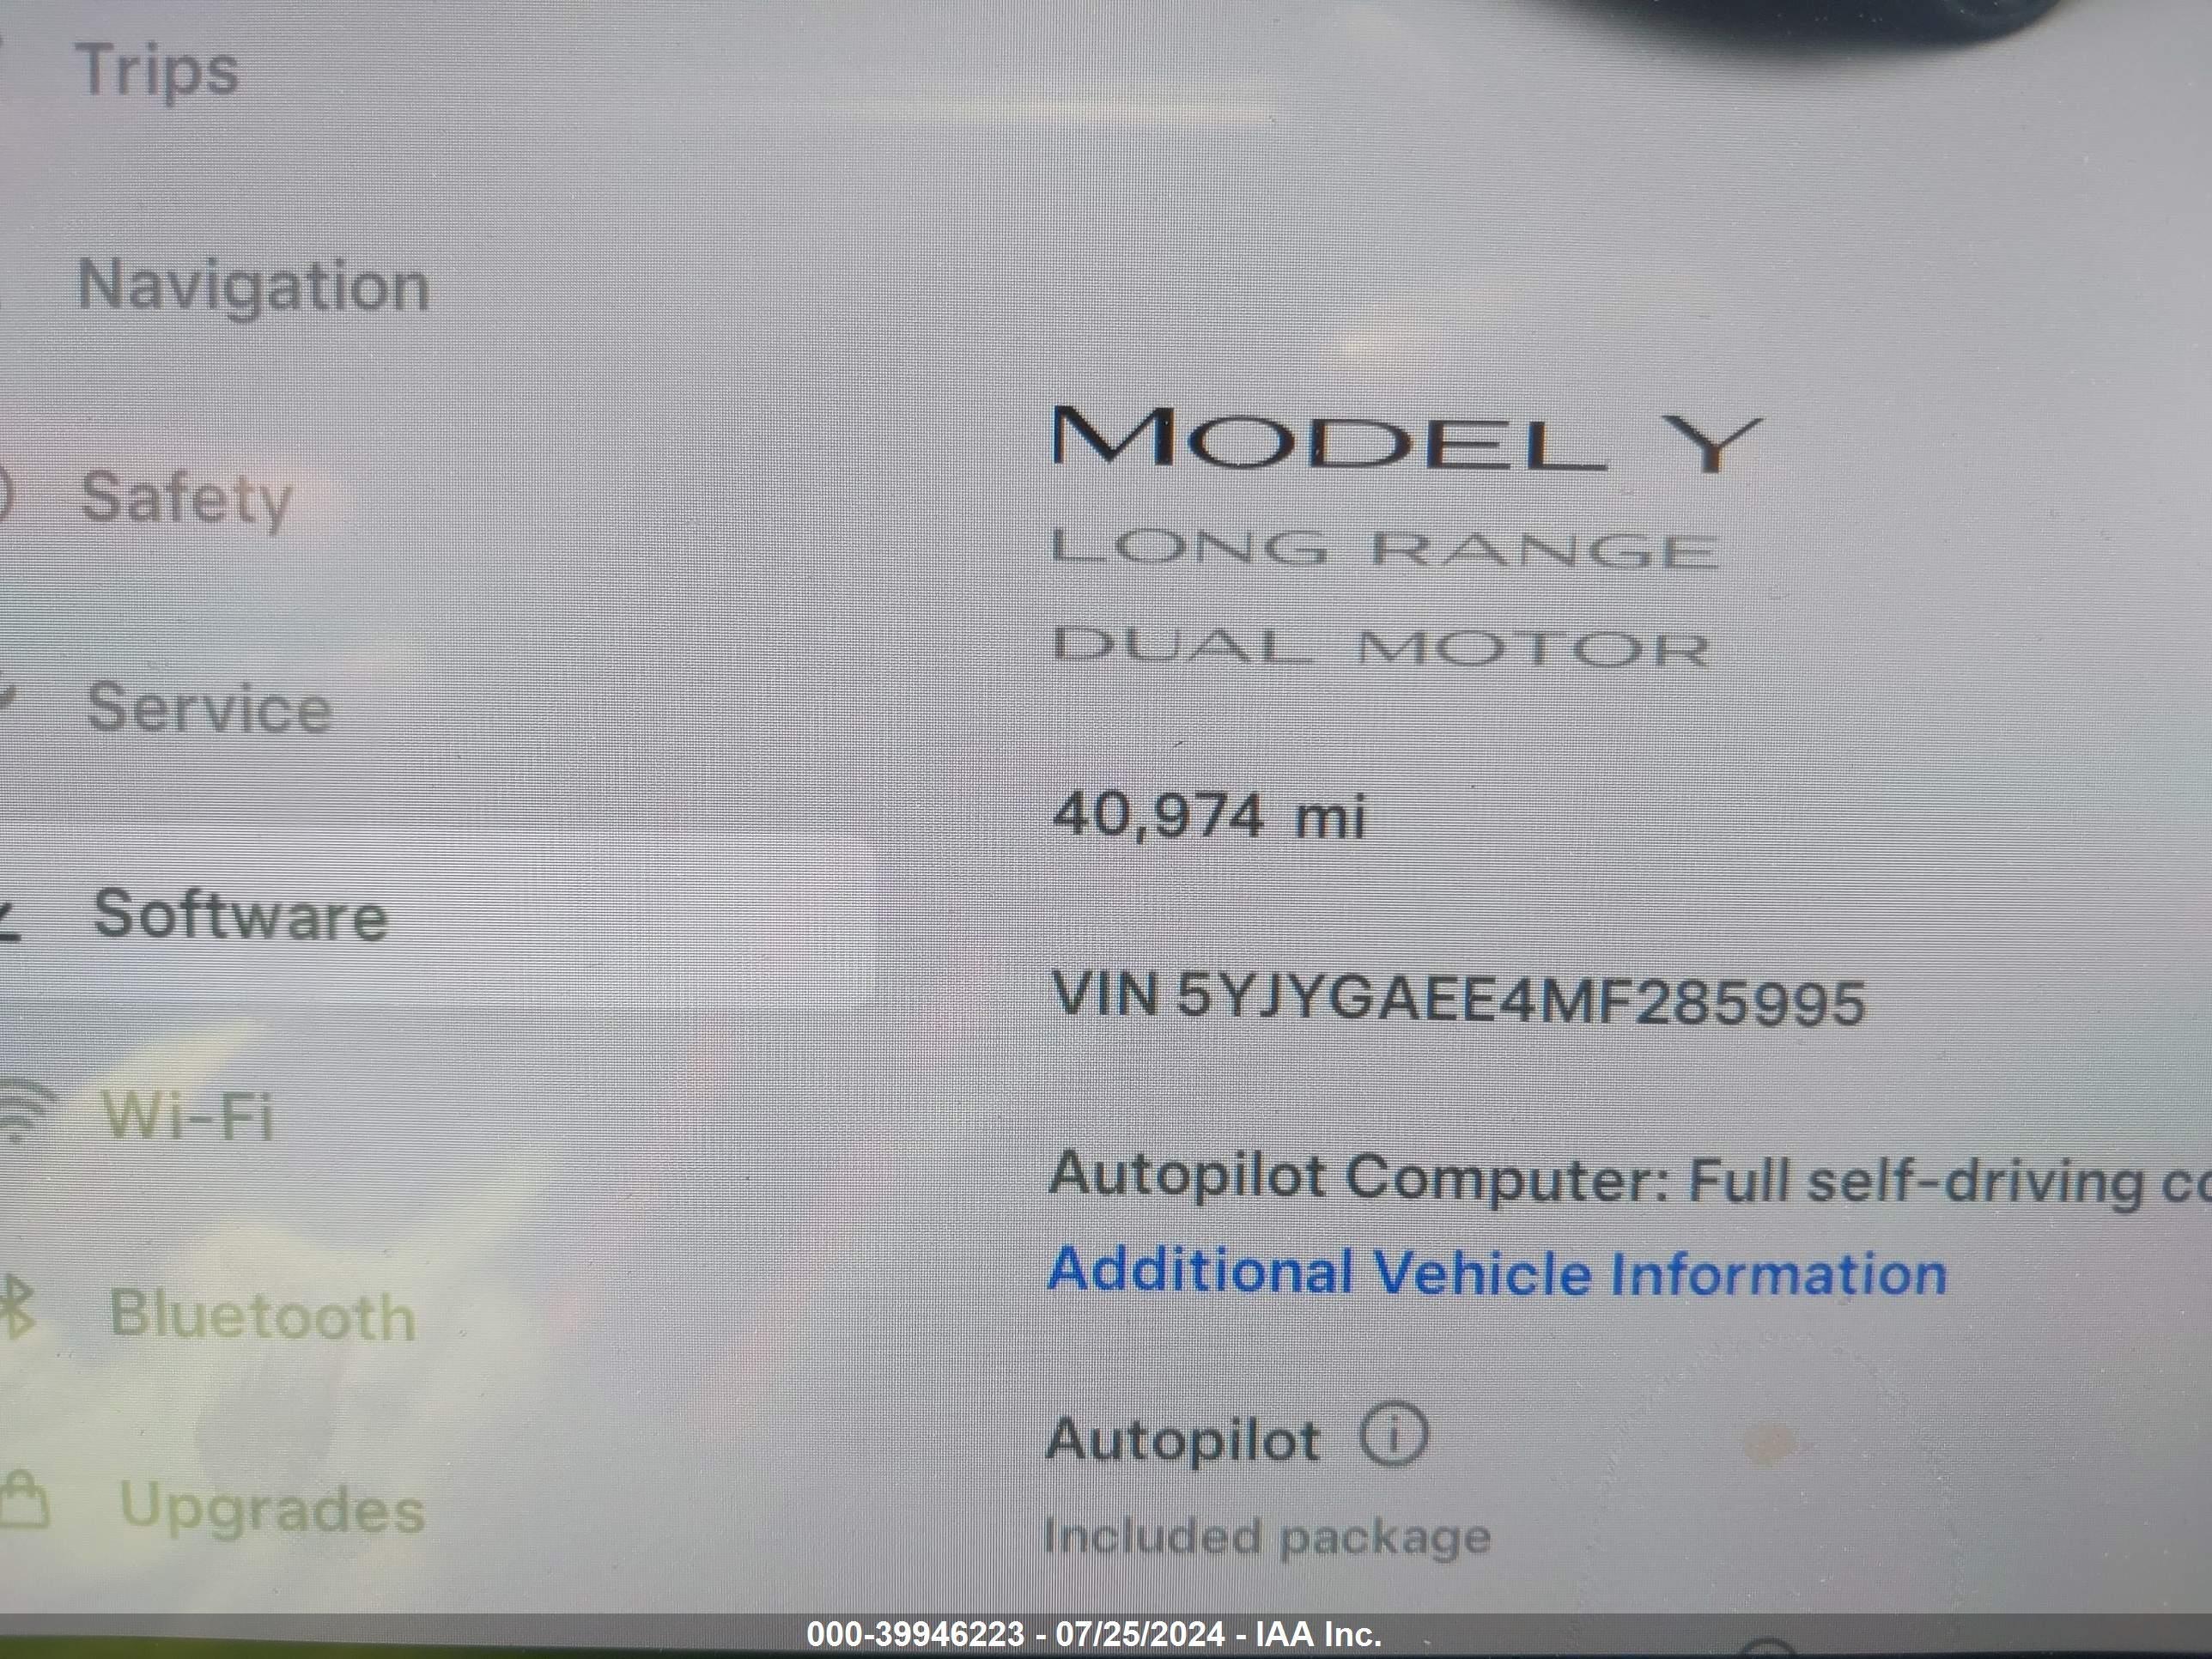 Trips
Navigation
Safety
Service
Software
Wi-Fi
Bluetooth
Upgrades
MODEL Y
LONG RANGE
DUAL MOTOR
40,974 mi
VIN 5YJYGAEE4MF285995
Autopilot Computer: Full self-driving
Additional Vehicle Information
Autopilot
Included package
000-39946223 - 07/25/2024 - IAA Inc.